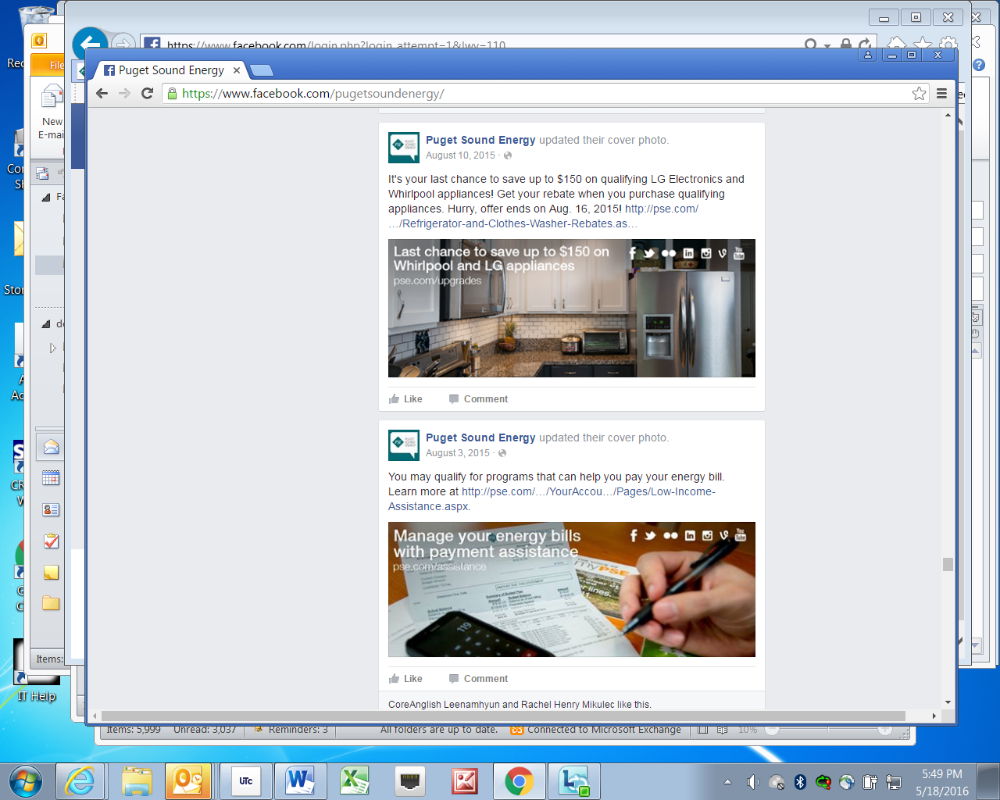 https://www.facebook.com/login.php?login_attempt=1&lwv=110
File
Puget Sound Energy
https://www.facebook.com/pugetsoundenergy/
New
E-mai
Puget Sound Energy updated their cover photo.
August 10, 2015 ·
It's your last chance to save up to $150 on qualifying LG Electronics and
Whirlpool appliances! Get your rebate when you purchase qualifying
appliances. Hurry, offer ends on Aug. 16, 2015! http://pse.com/
…/Refrigerator-and-Clothes-Washer-Rebates.as…
Last chance to save up to $150 on
Whirlpool and LG appliances
pse.com/upgrades
Like Comment
Puget Sound Energy updated their cover photo.
August 3, 2015 ·
You may qualify for programs that can help you pay your energy bill.
Learn more at http://pse.com/…/YourAccou…/Pages/Low-Income-
Assistance.aspx.
Manage your energy bills
with payment assistance
pse.com/assistance
Like Comment
CoreAnglish Leenamhyun and Rachel Henry Mikulec like this.
Items:
IT Help
Items: 5,999 Unread: 3,037 Reminders: 3 All folders are up to date. Connected to Microsoft Exchange 10%
UTc
5:49 PM
5/18/2016